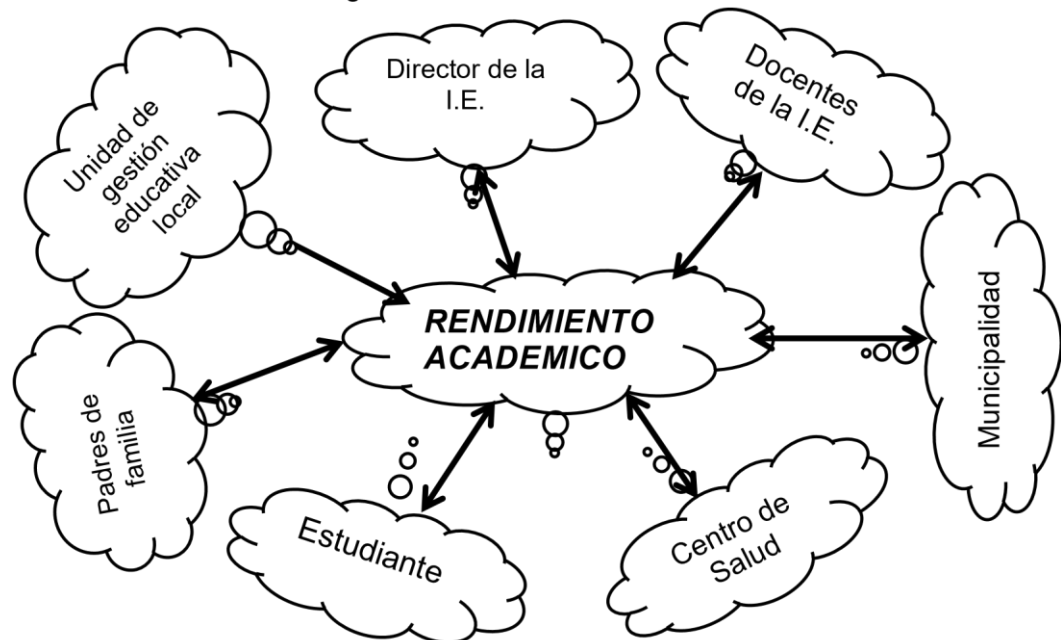 Director de la
I.E.
Docentes
de la I.E.
Unidad de
gestión
educativa
local
RENDIMIENTO
ACADEMICO
Municipalidad
Padres de
familia
Estudiante
Centro de
Salud